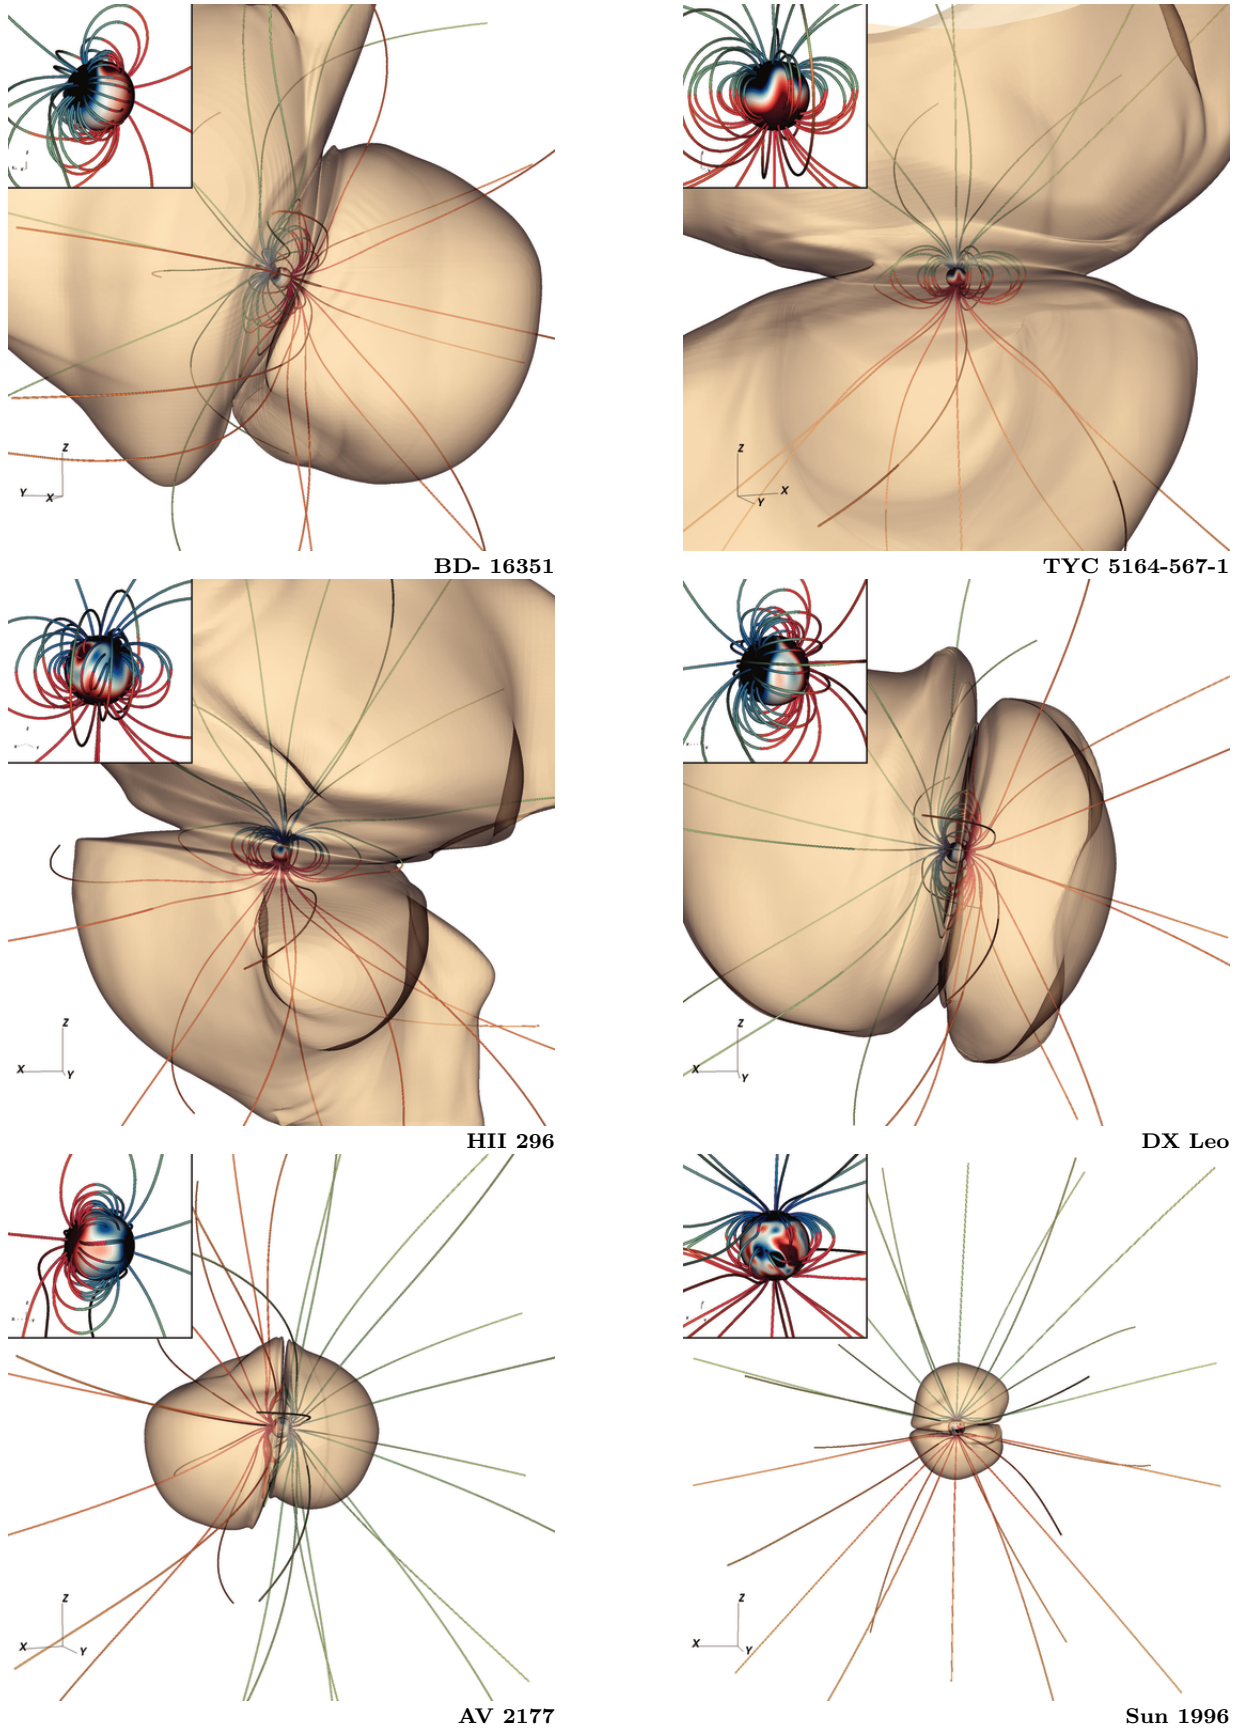 Z
Y X
BD- 16351
Z
X
Y
TYC 5164-567-1
Z
X Y
HII 296
Z
X Y
DX Leo
Z
X Y
AV 2177
Z
X Y
Sun 1996